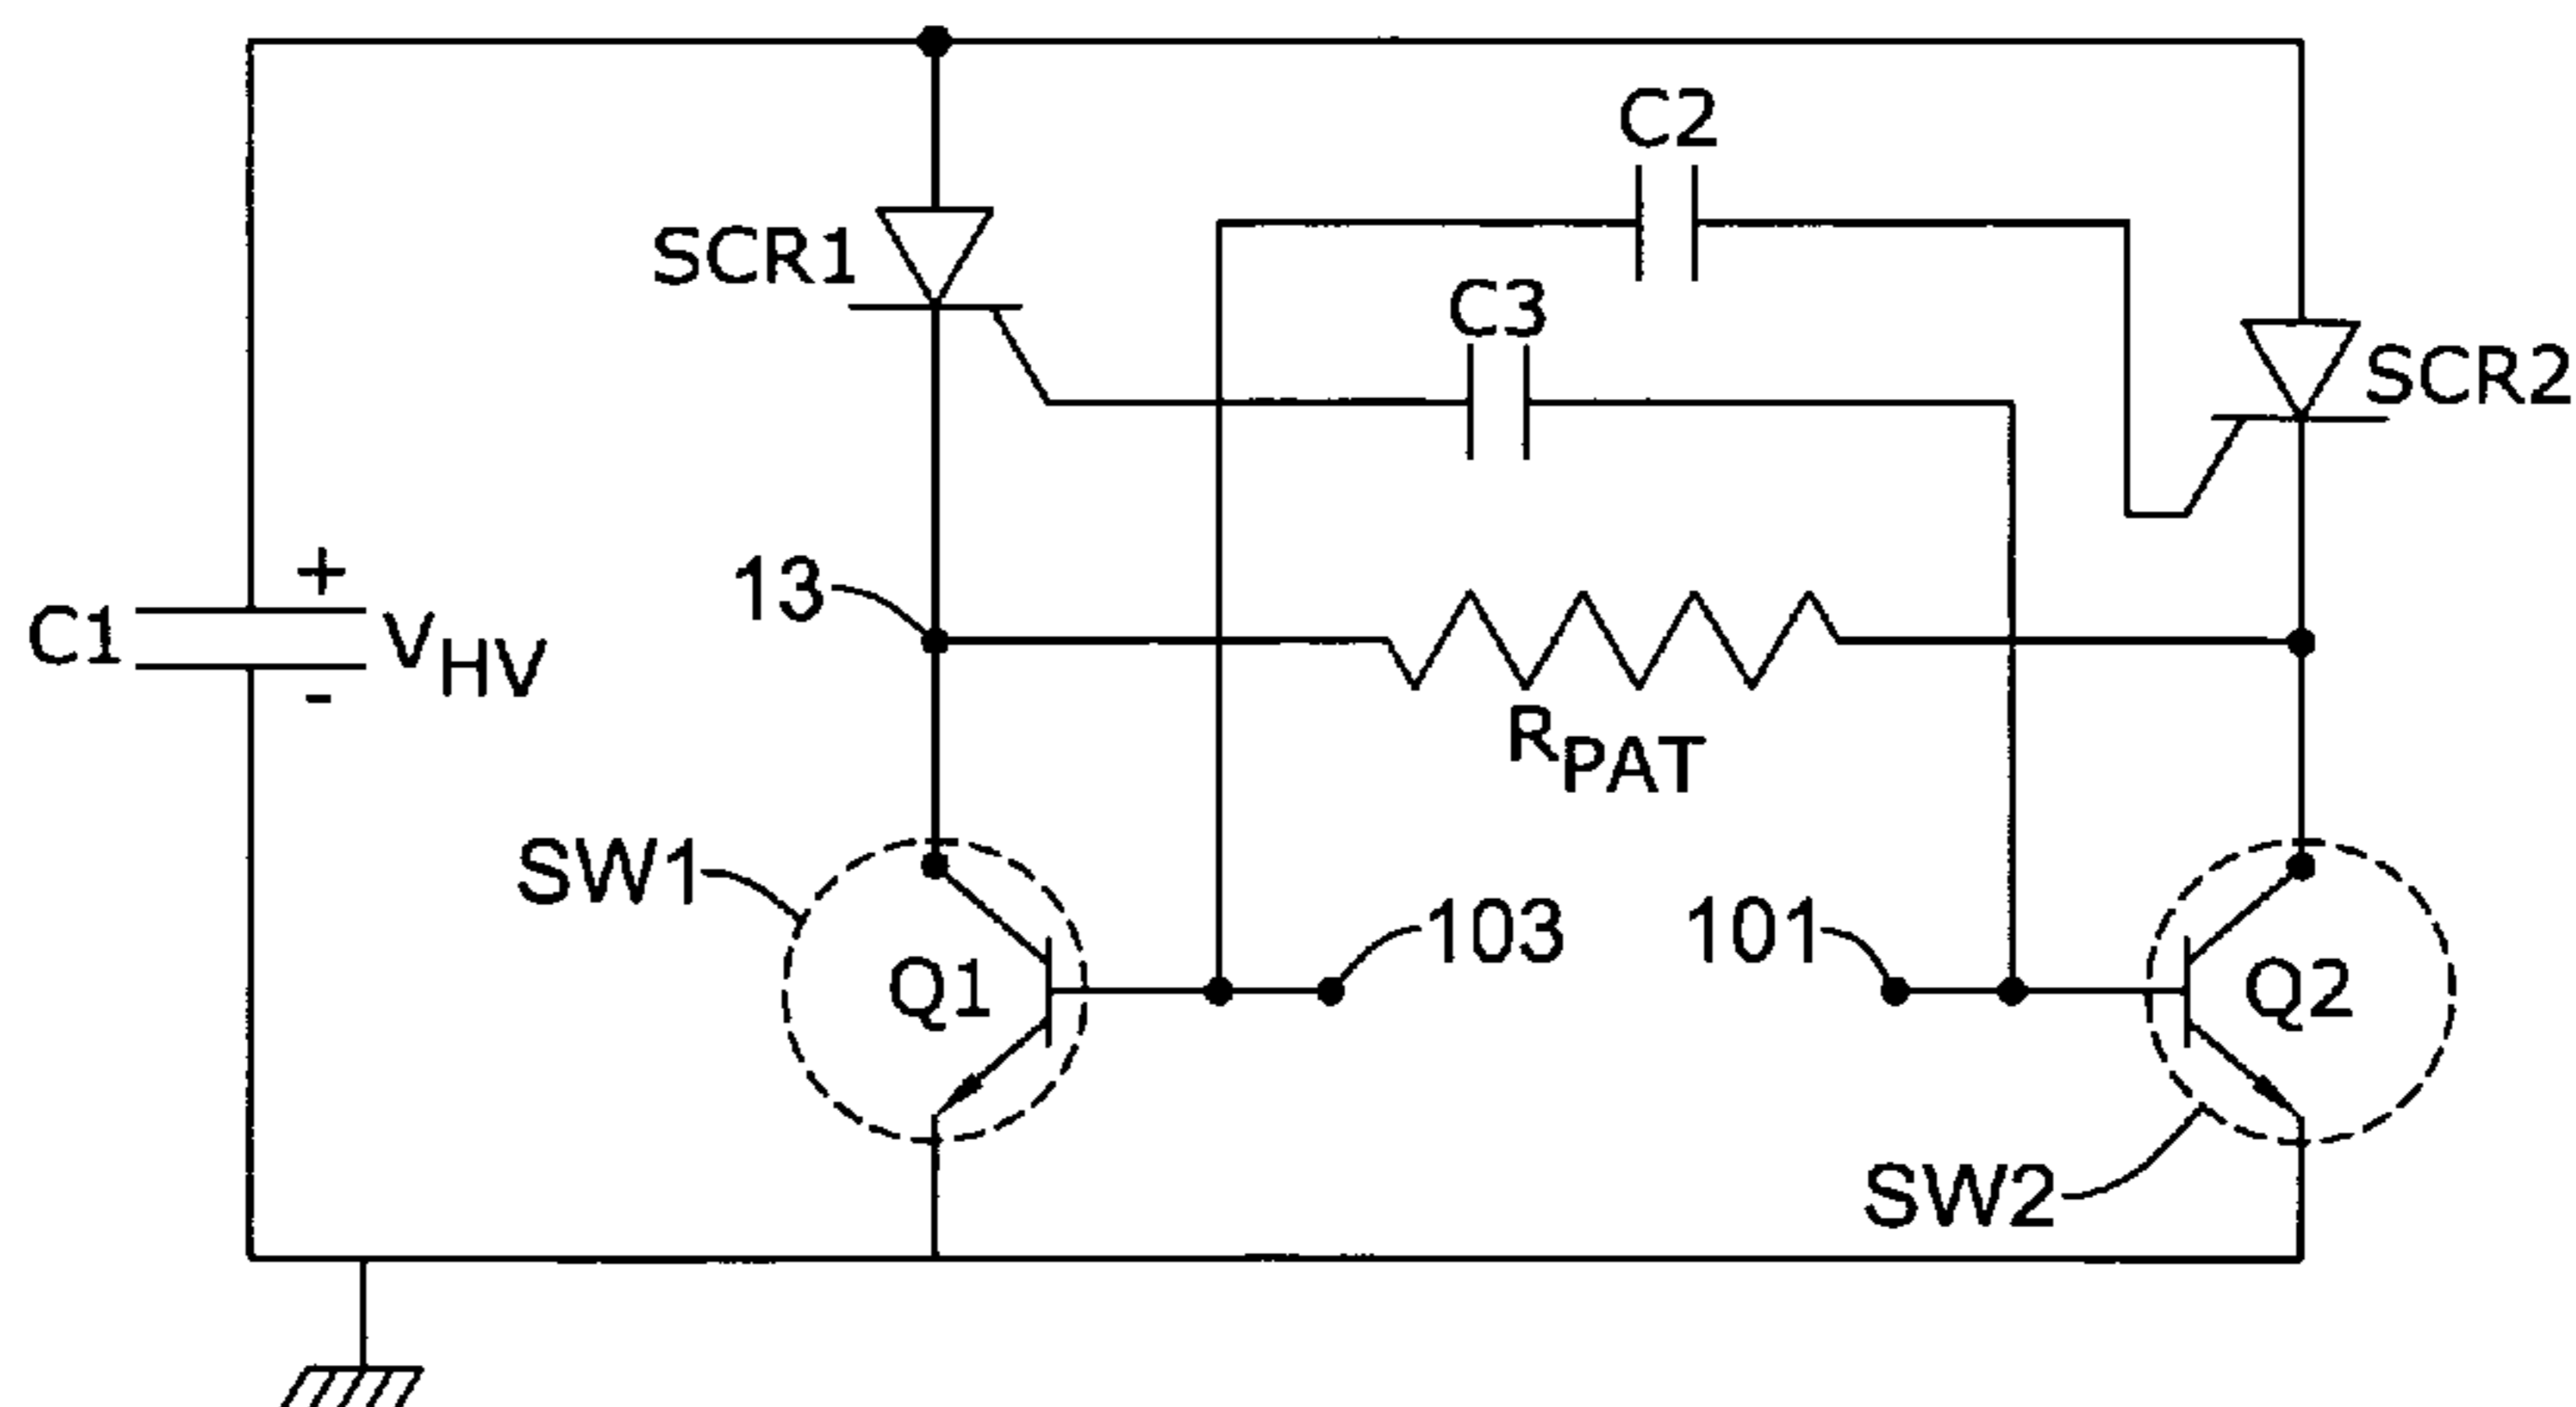 C2
SCR1
C3
SCR2
+
13
C1
VHV
-
RPAT
SW1
103
101
Q1
Q2
SW2